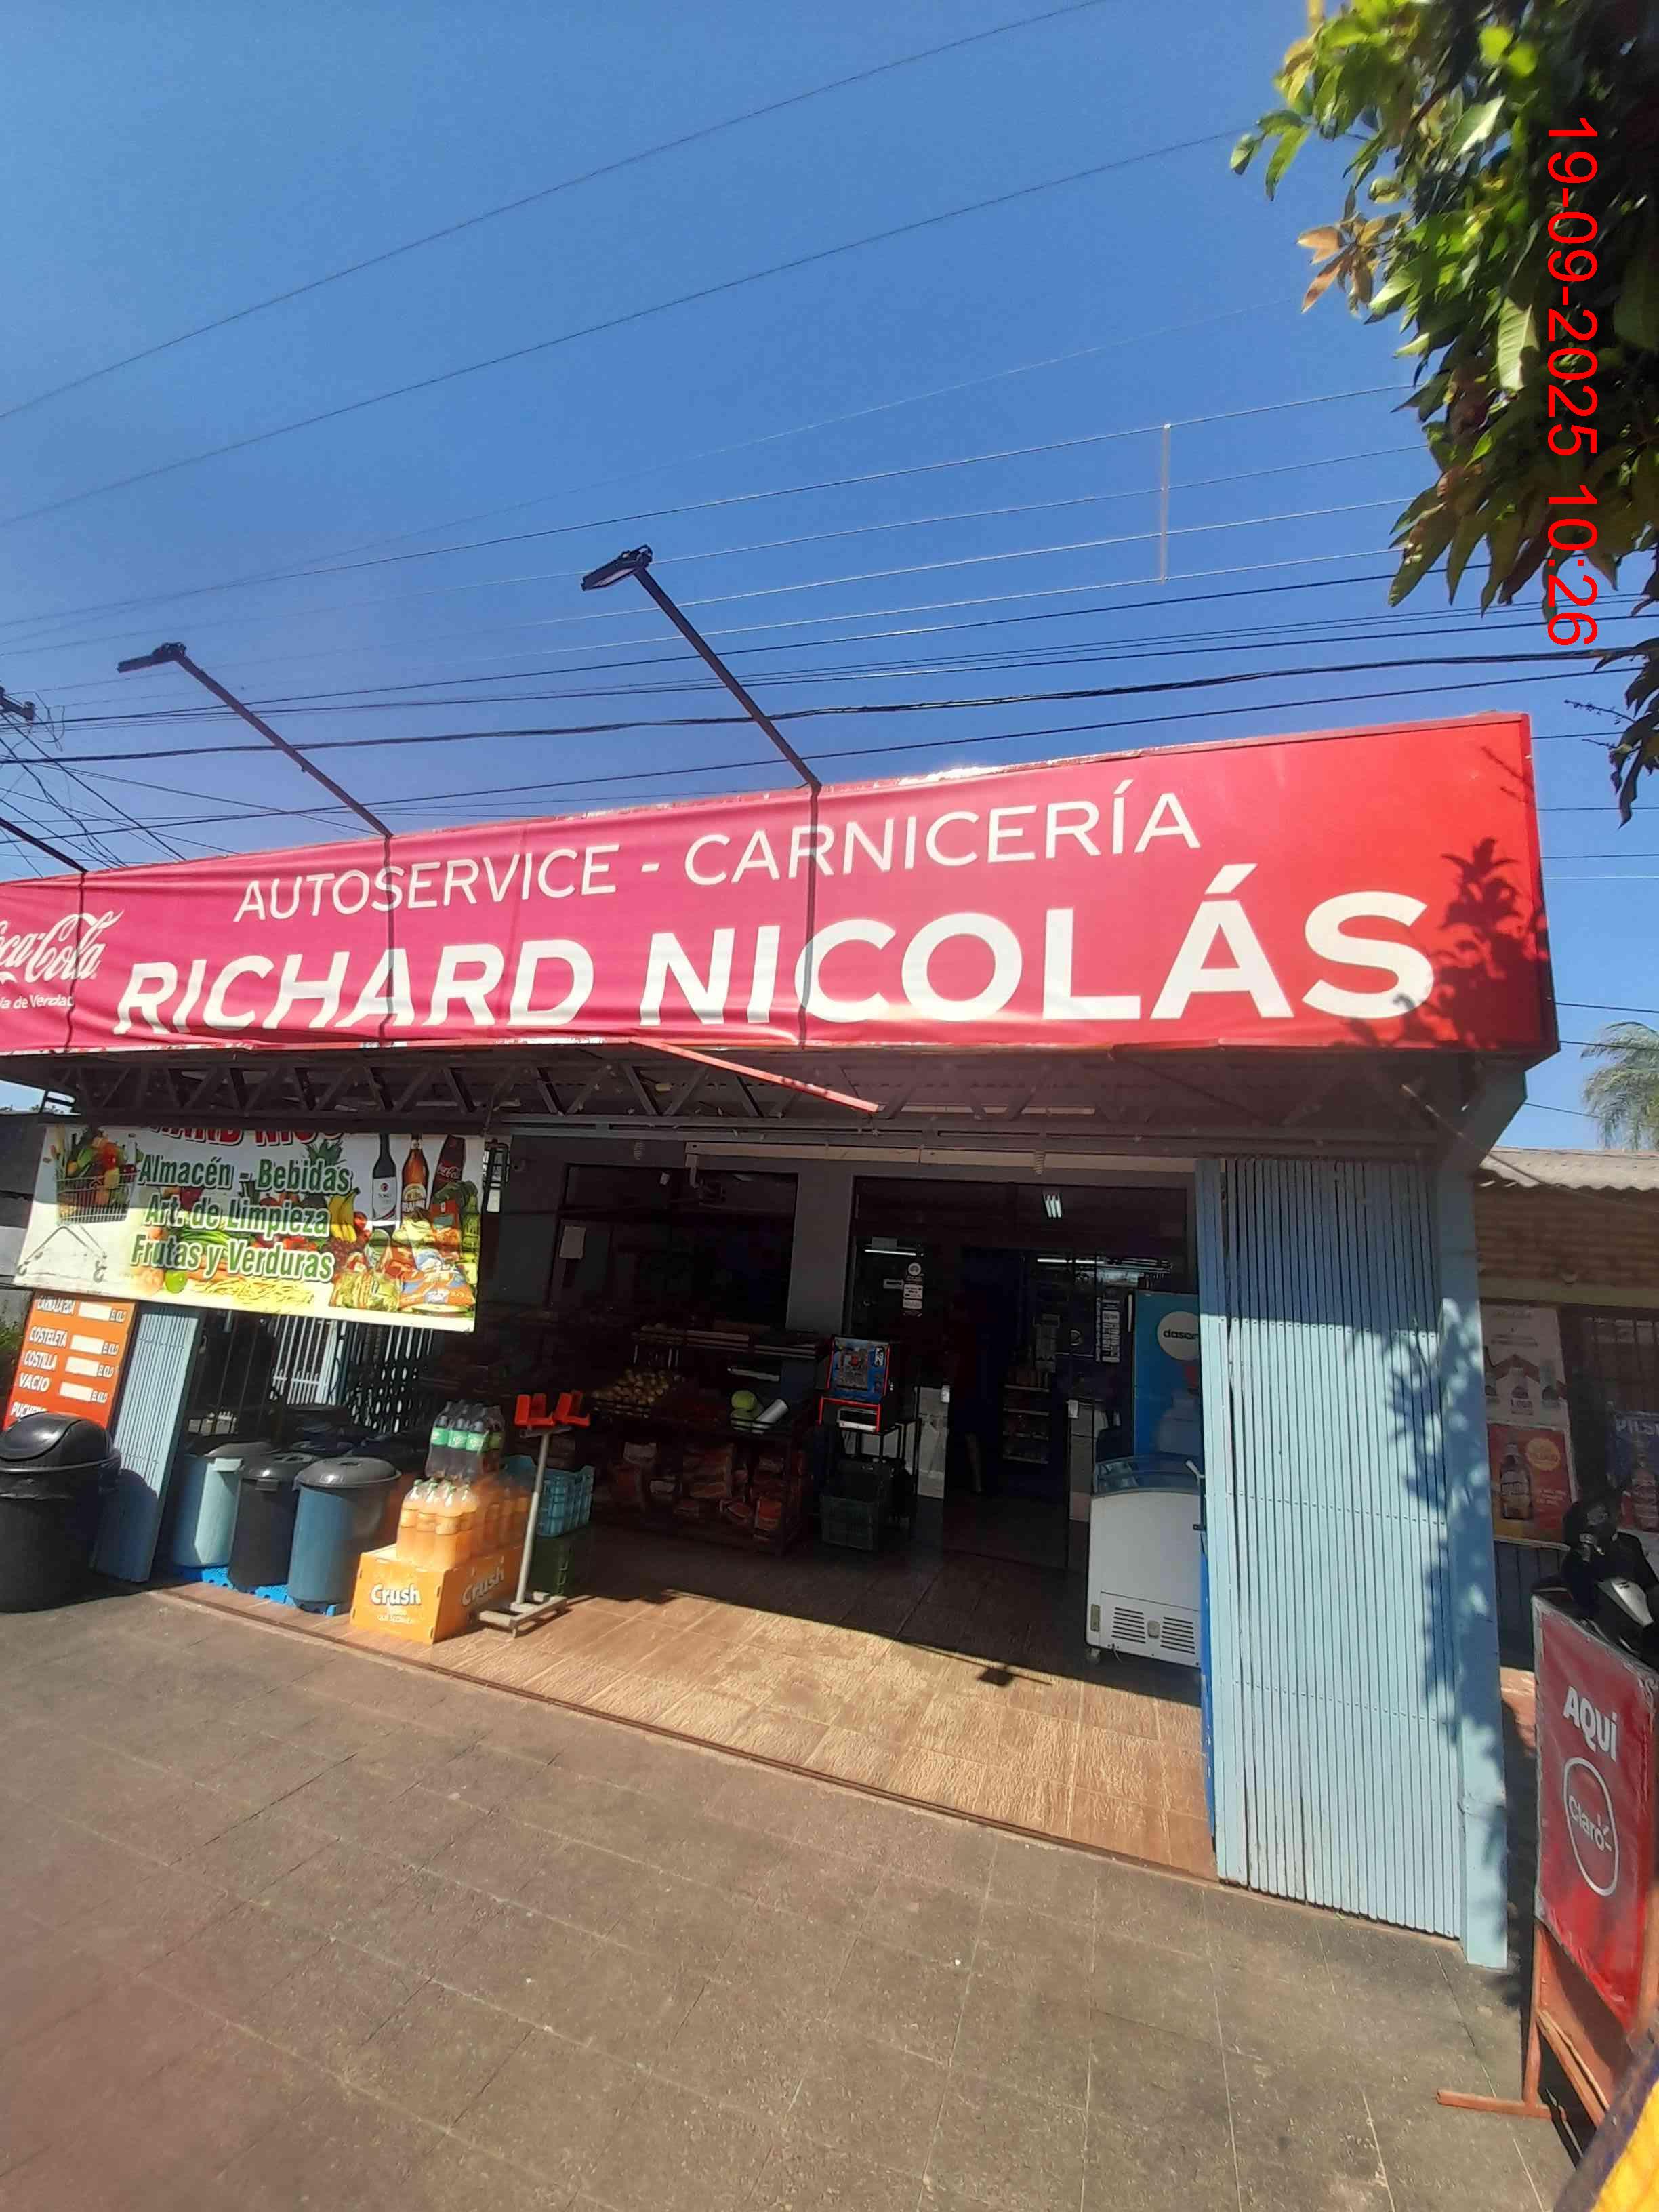 19-09-2025 10:26
AUTOSERVICE - CARNICERÍA
RICHARD NICOLÁS
Coca-Cola
Almacén - Bebidas
Art. de Limpieza
Frutas y Verduras
COSTELETA
COSTILLA
VACIO
Crush
Crush
AQUÍ
Claro